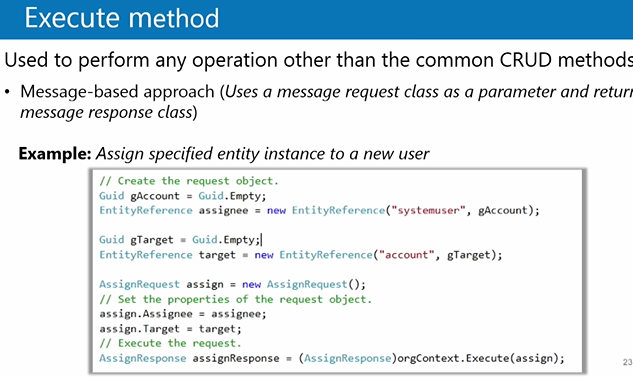 Execute method
Used to perform any operation other than the common CRUD methods
• Message-based approach (Uses a message request class as a parameter and retur
message response class)
Example: Assign specified entity instance to a new user
// Create the request object.
Guid gAccount = Guid.Empty;
EntityReference assignee = new EntityReference("systemuser", gAccount);
Guid gTarget = Guid.Empty;
EntityReference target = new EntityReference("account", gTarget);
AssignRequest assign = new AssignRequest();
// Set the properties of the request object.
assign.Assignee = assignee;
assign.Target = target;
// Execute the request.
AssignResponse assignResponse = (AssignResponse)orgContext.Execute(assign);
23